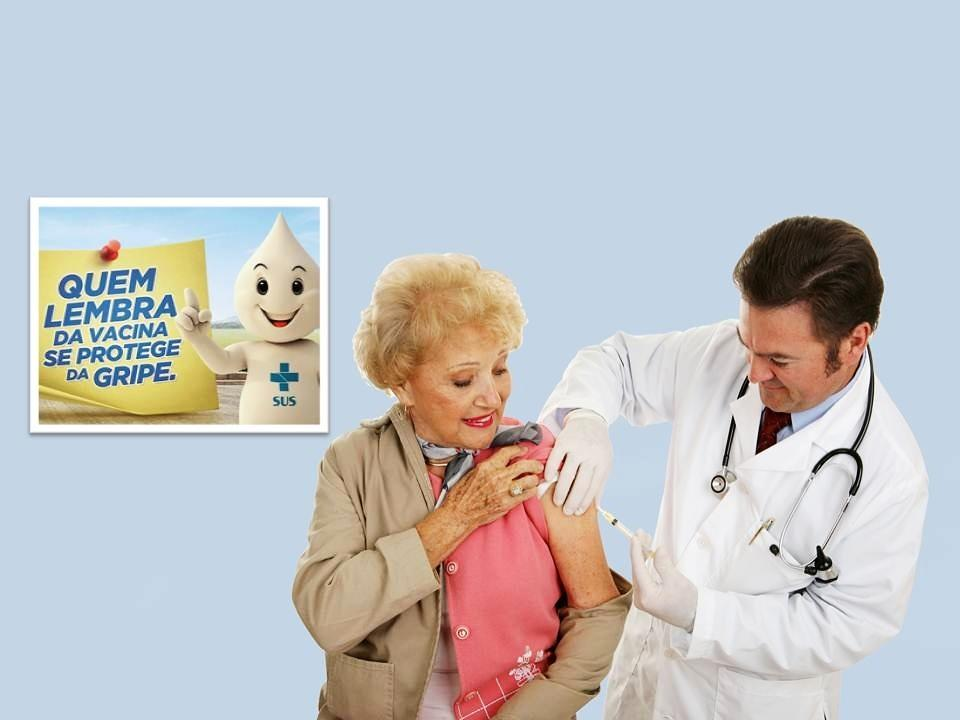 QUEM
LEMBRA
DA VACINA
SE PROTEGE
DA GRIPE.
SUS